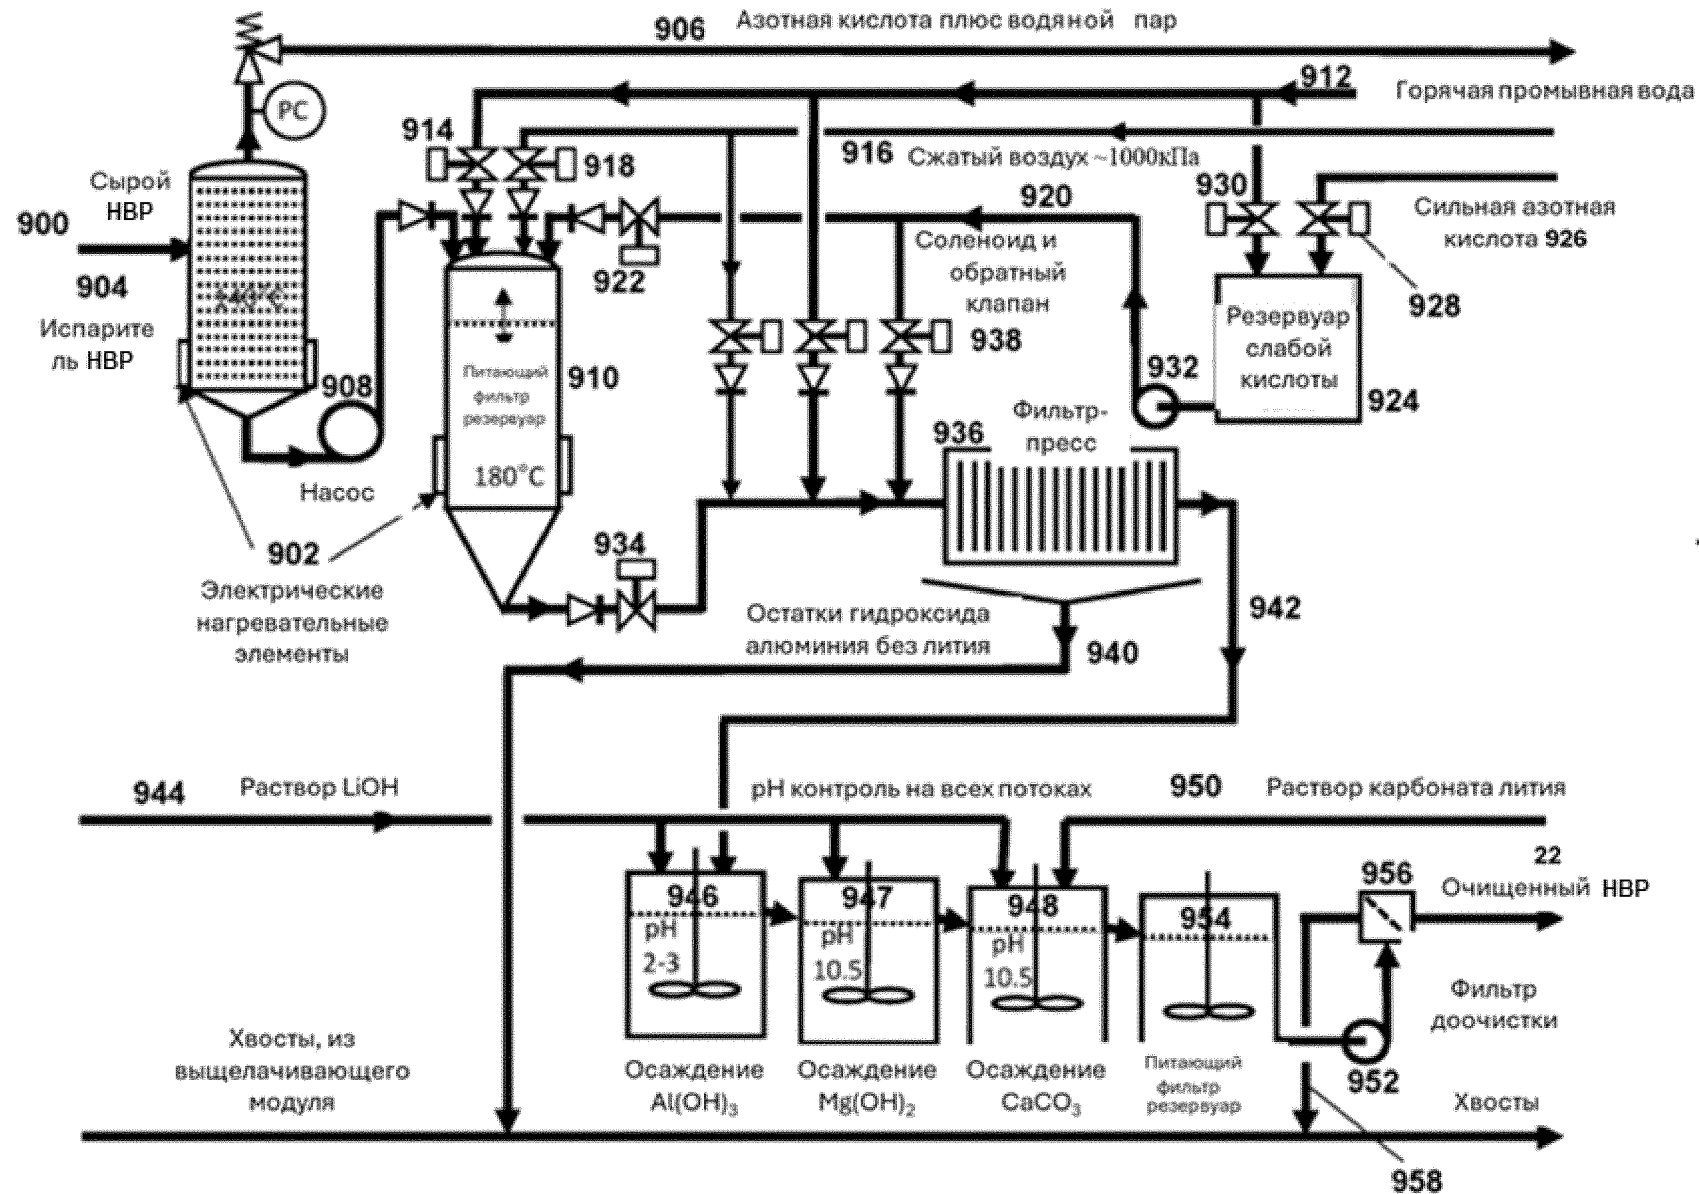 906 Азотная кислота плюс водяной пар
PC
912
Горячая промывная вода
914
916 Сжатый воздух ~1000кПа
918
Сырой
НВР
900
904
Испарите
ль НВР
920
930
Сильная азотная
кислота 926
928
Соленоид и
обратный
клапан
938
922
908
Насос
910
Питающий
фильтр
резервуар
180°C
932
Резервуар
слабой
кислоты
924
936
Фильтр-
пресс
902
Электрические
нагревательные
элементы
934
Остатки гидроксида
алюминия без лития
940
942
944 Раствор LiOH
pH контроль на всех потоках
950 Раствор карбоната лития
22
Очищенный НВР
956
946
pH
2-3
947
pH
10.5
948
pH
10.5
954
Фильтр
доочистки
952
Осаждение
Al(OH)₃
Осаждение
Mg(OH)₂
Осаждение
CaCO₃
Питающий
фильтр
резервуар
Хвосты, из
выщелачивающего
модуля
Хвосты
958